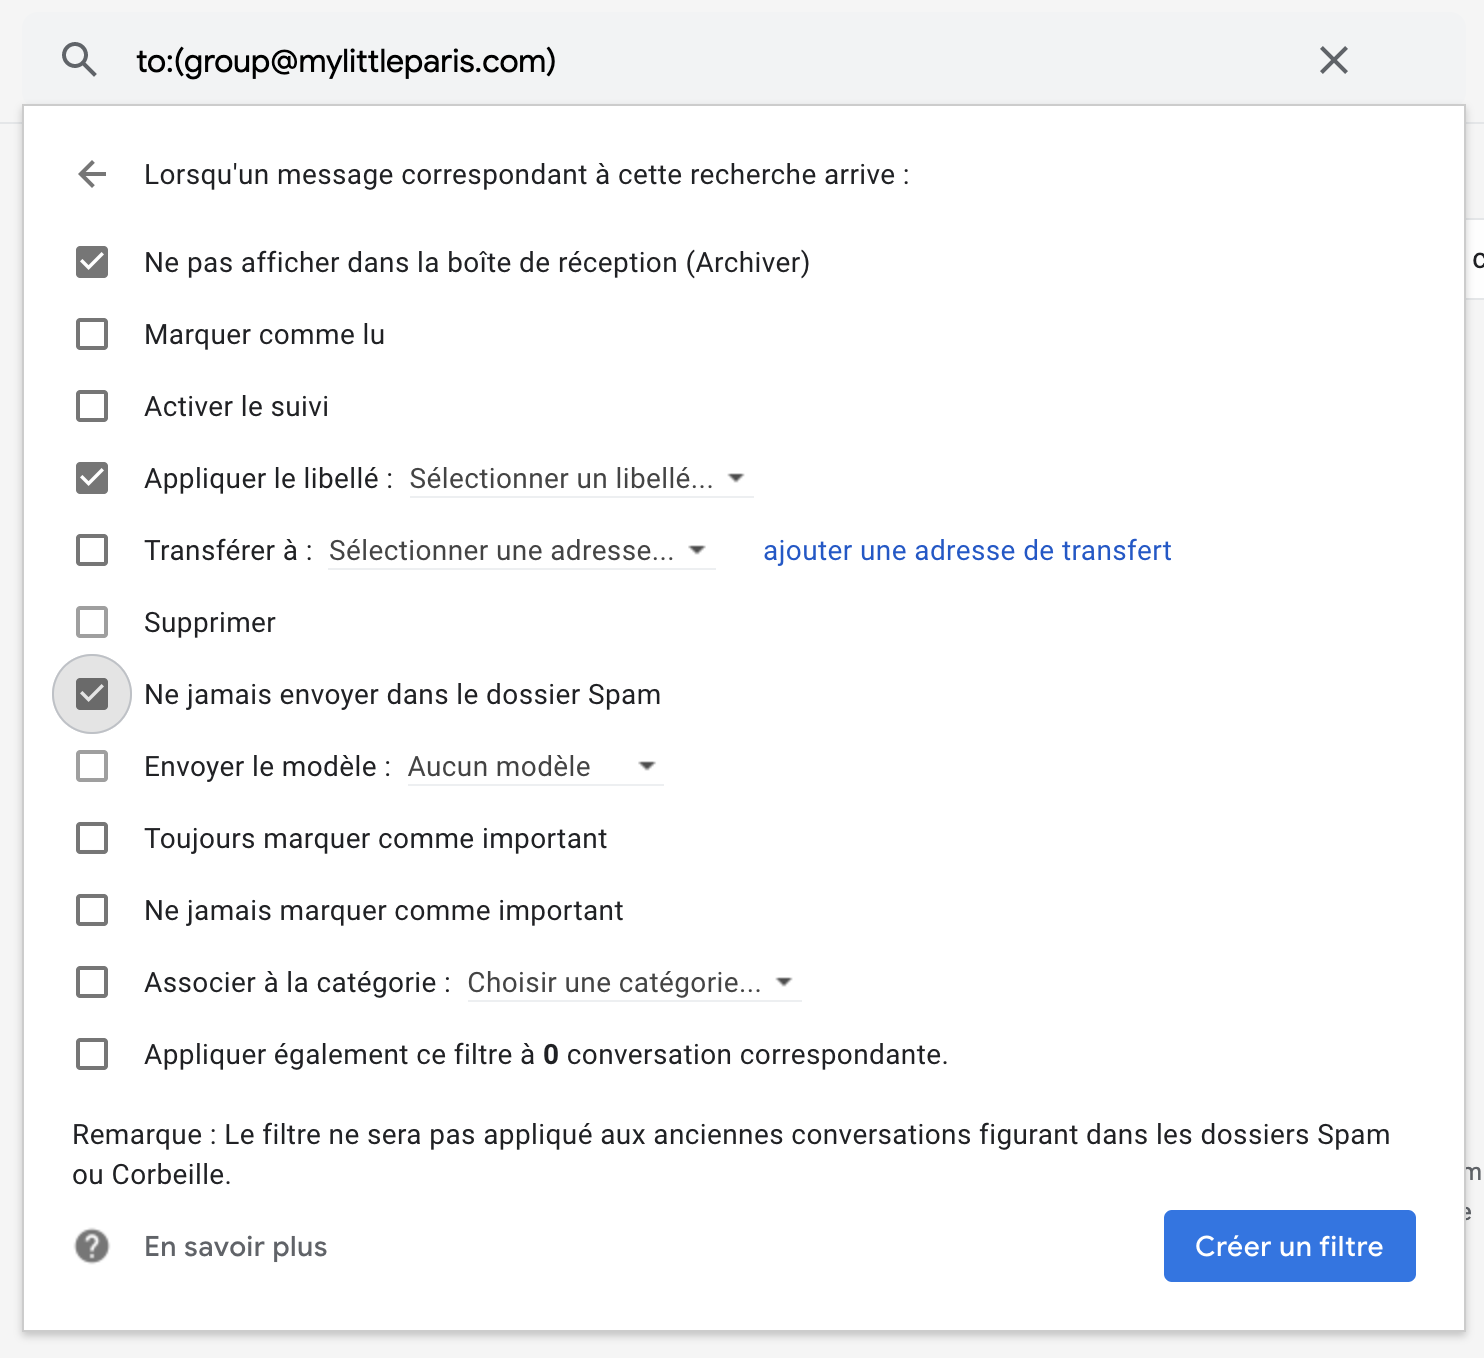 to:(group@mylittleparis.com)
Lorsqu'un message correspondant à cette recherche arrive :
Ne pas afficher dans la boîte de réception (Archiver)
Marquer comme lu
Activer le suivi
Appliquer le libellé : Sélectionner un libellé...
Transférer à : Sélectionner une adresse... ajouter une adresse de transfert
Supprimer
Ne jamais envoyer dans le dossier Spam
Envoyer le modèle : Aucun modèle
Toujours marquer comme important
Ne jamais marquer comme important
Associer à la catégorie : Choisir une catégorie...
Appliquer également ce filtre à 0 conversation correspondante.
Remarque : Le filtre ne sera pas appliqué aux anciennes conversations figurant dans les dossiers Spam
ou Corbeille.
En savoir plus
Créer un filtre